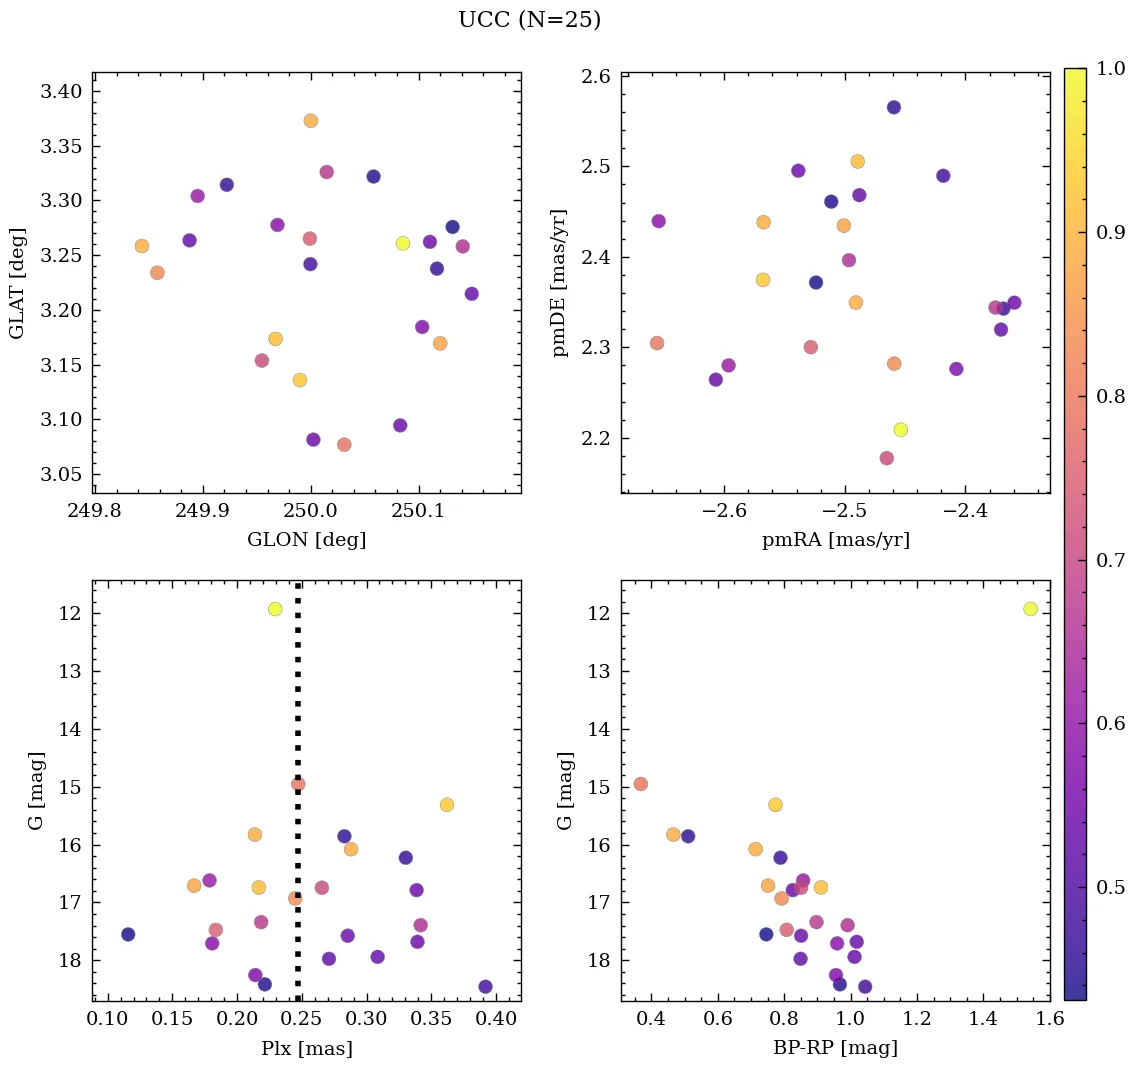 UCC (N=25)
3.40
3.35
3.30
3.25
3.20
3.15
3.10
3.05
GLAT [deg]
249.8 249.9 250.0 250.1
GLON [deg]
2.6
2.5
2.4
2.3
2.2
pmDE [mas/yr]
−2.6 −2.5 −2.4
pmRA [mas/yr]
1.0
0.9
0.8
0.7
0.6
0.5
12
13
14
15
16
17
18
G [mag]
0.10 0.15 0.20 0.25 0.30 0.35 0.40
Plx [mas]
12
13
14
15
16
17
18
G [mag]
0.4 0.6 0.8 1.0 1.2 1.4 1.6
BP-RP [mag]